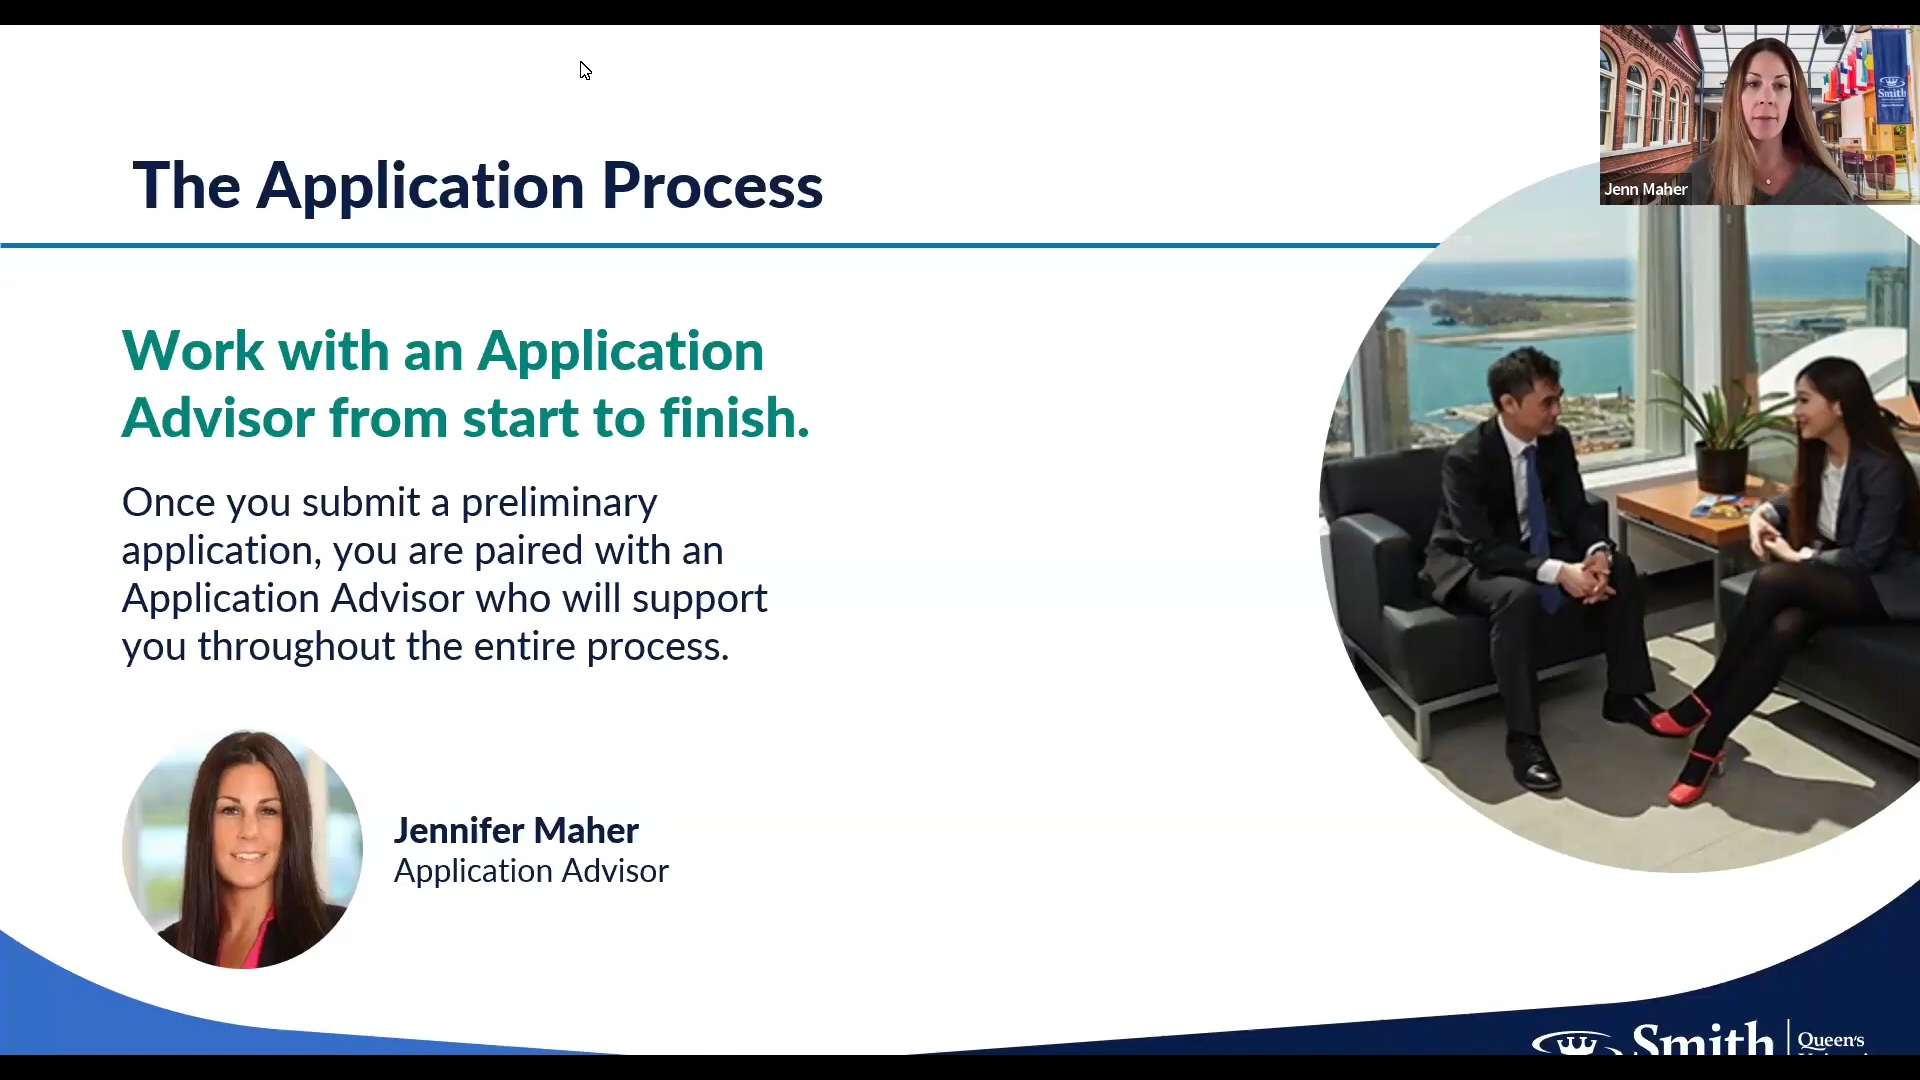 Smith
Jenn Maher
The Application Process
Work with an Application
Advisor from start to finish.
Once you submit a preliminary
application, you are paired with an
Application Advisor who will support
you throughout the entire process.
Jennifer Maher
Application Advisor
Smith
Queen's